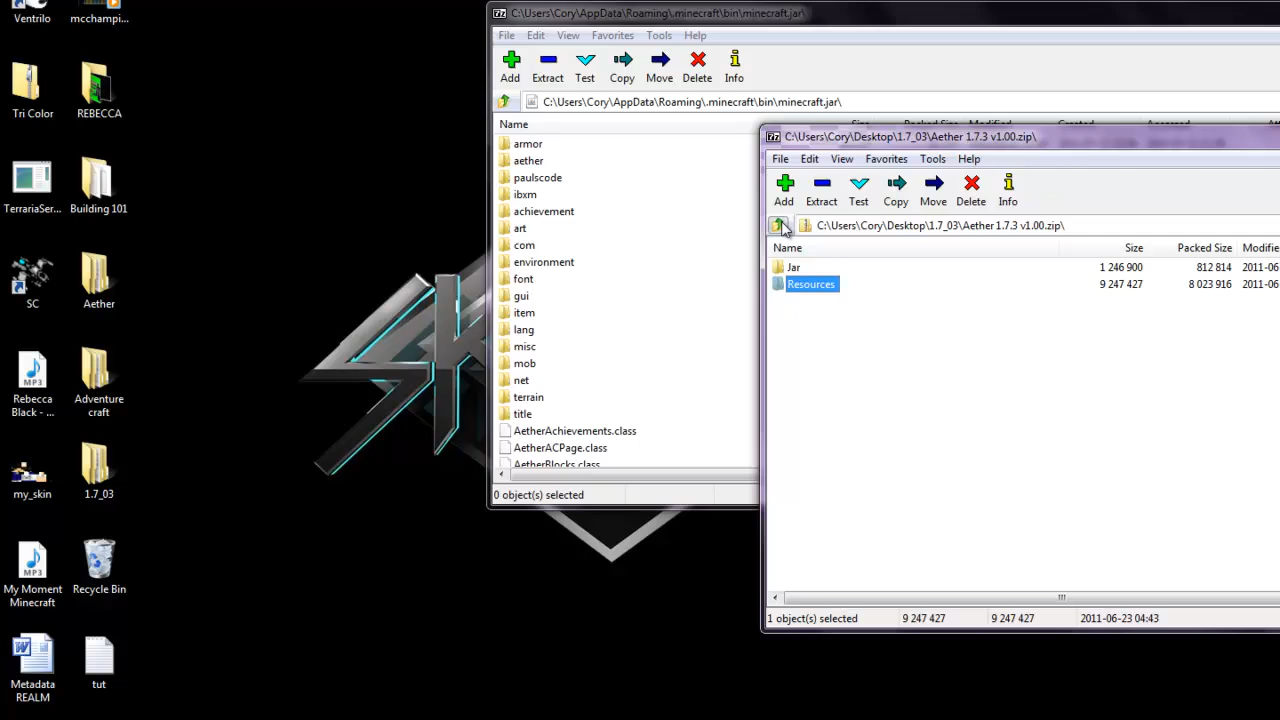 Ventrilo
mcchampi...
Tri Color
REBECCA
TerrariaSer...
Building 101
SC
Aether
Rebecca
Black - ...
Adventure
craft
my_skin
1.7_03
My Moment
Minecraft
Recycle Bin
Metadata
REALM
tut
C:\Users\Cory\AppData\Roaming\.minecraft\bin\minecraft.jar\
File Edit View Favorites Tools Help
Add Extract Test Copy Move Delete Info
C:\Users\Cory\AppData\Roaming\.minecraft\bin\minecraft.jar\
Name
armor
aether
paulscode
ibxm
achievement
art
com
environment
font
gui
item
lang
misc
mob
net
terrain
title
AetherAchievements.class
AetherACPage.class
AetherBlocks.class
0 object(s) selected
C:\Users\Cory\Desktop\1.7_03\Aether 1.7.3 v1.00.zip\
File Edit View Favorites Tools Help
Add Extract Test Copy Move Delete Info
C:\Users\Cory\Desktop\1.7_03\Aether 1.7.3 v1.00.zip\
Name Size Packed Size Modifie
Jar 1 246 900 812 814 2011-06
Resources 9 247 427 8 023 916 2011-06
1 object(s) selected 9 247 427 9 247 427 2011-06-23 04:43